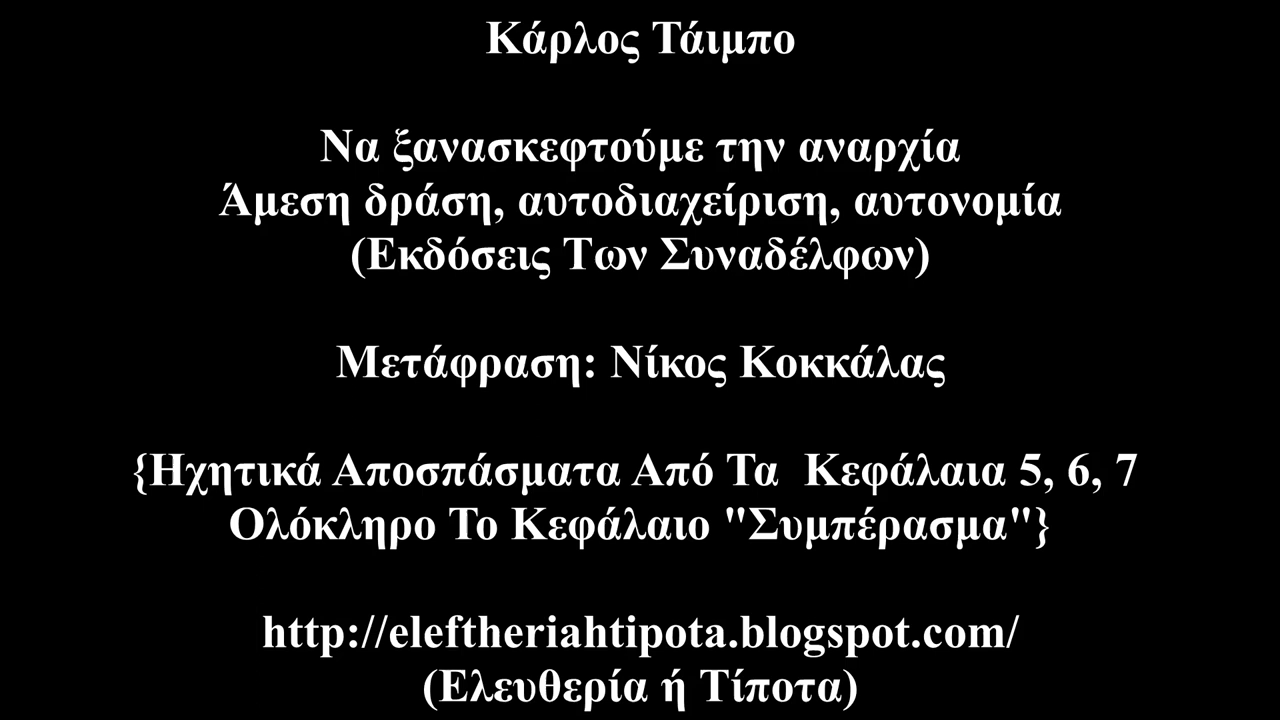 Κάρλος Τάιμπο
Να ξανασκεφτούμε την αναρχία
Άμεση δράση, αυτοδιαχείριση, αυτονομία
(Εκδόσεις Των Συναδέλφων)
Μετάφραση: Νίκος Κοκκάλας
{Ηχητικά Αποσπάσματα Από Τα  Κεφάλαια 5, 6, 7
Ολόκληρο Το Κεφάλαιο "Συμπέρασμα"}
http://eleftheriahtipota.blogspot.com/
(Ελευθερία ή Τίποτα)